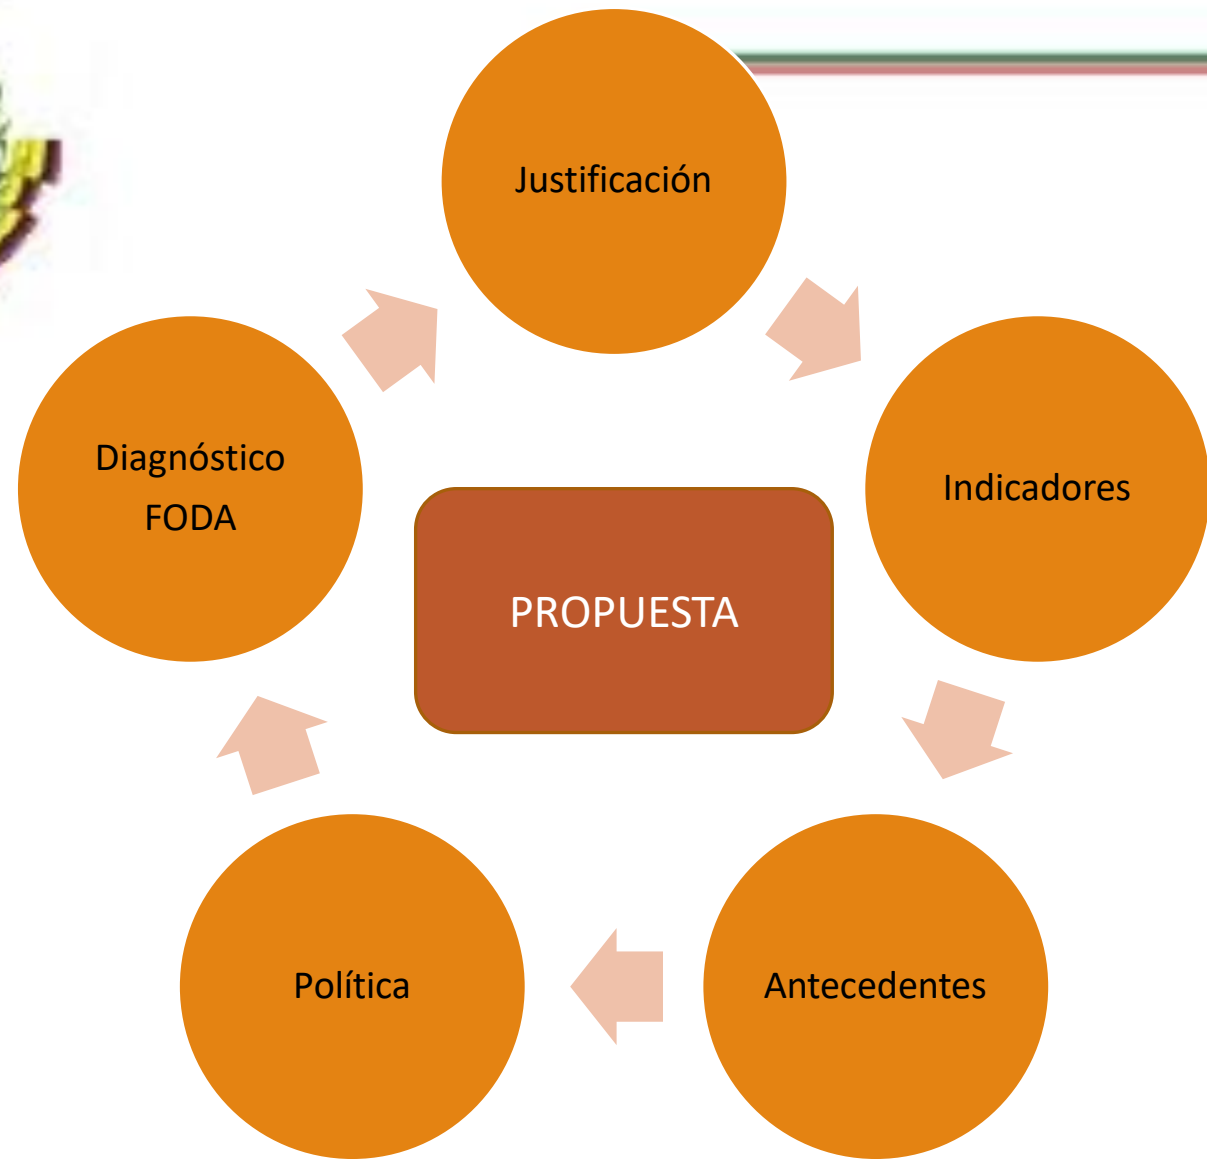 Justificación
Indicadores
Antecedentes
Política
Diagnóstico
FODA
PROPUESTA